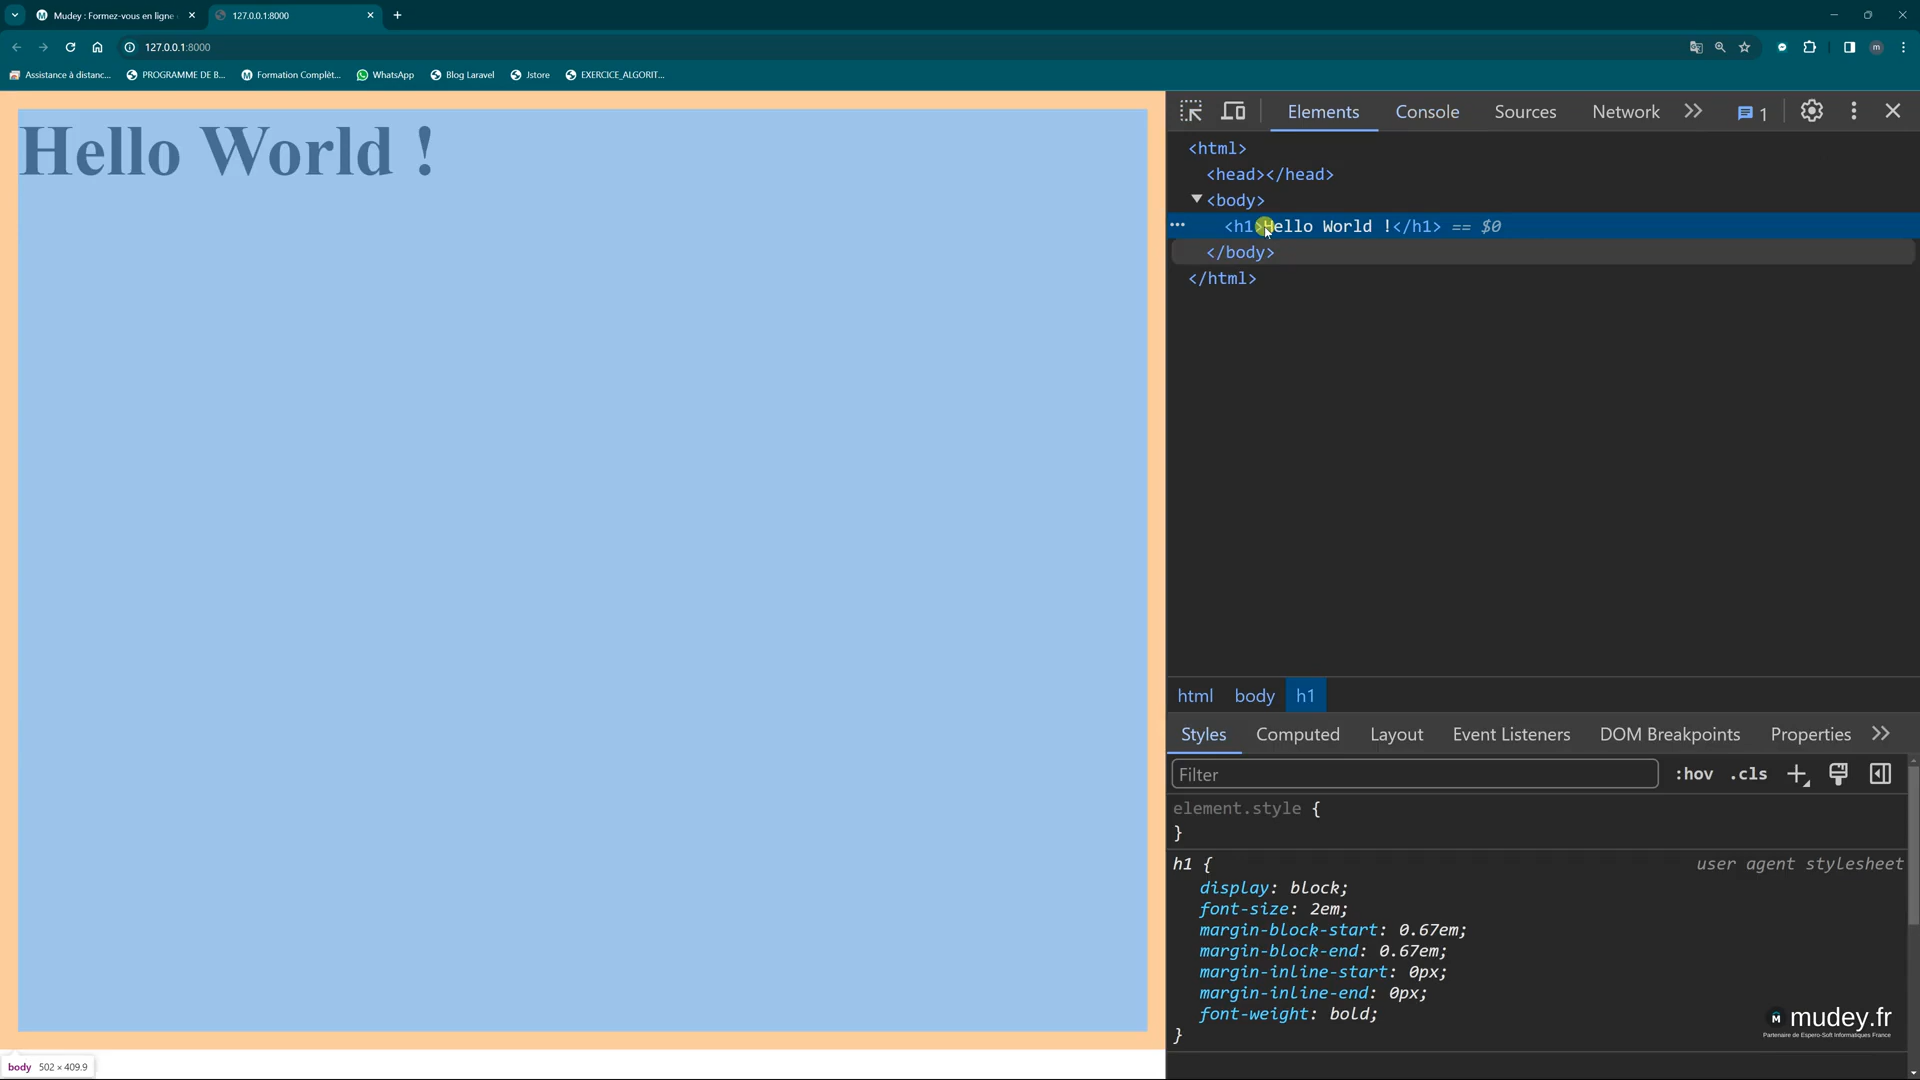 Mudey : Formez-vous en ligne
127.0.0.1:8000
127.0.0.1:8000
m
Assistance à distanc...
PROGRAMME DE B...
Formation Complèt...
WhatsApp
Blog Laravel
Jstore
EXERCICE_ALGORIT...
Hello World !
body 502 × 409.9
Elements
Console
Sources
Network
1
<html>
<head></head>
<body>
<h1>Hello World !</h1> == $0
</body>
</html>
html body h1
Styles
Computed
Layout
Event Listeners
DOM Breakpoints
Properties
Filter
:hov .cls
element.style {
}
h1 {
user agent stylesheet
display: block;
font-size: 2em;
margin-block-start: 0.67em;
margin-block-end: 0.67em;
margin-inline-start: 0px;
margin-inline-end: 0px;
font-weight: bold;
}
mudey.fr
Partenaire de Espero-Soft Informatiques France